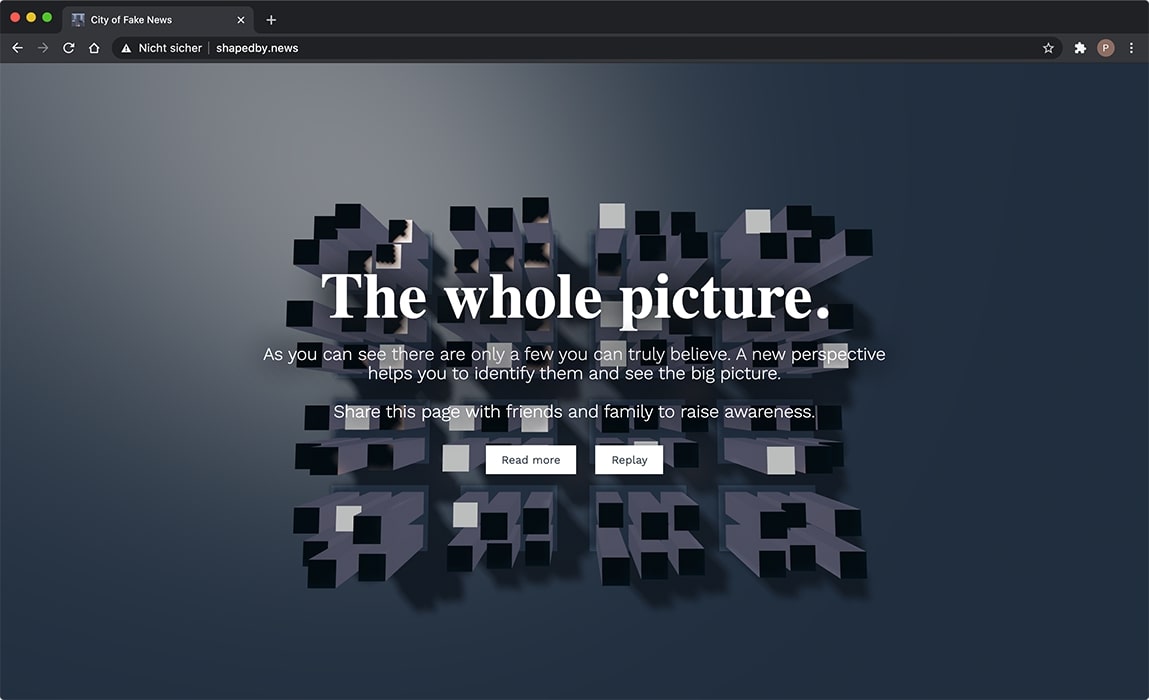 City of Fake News
Nicht sicher
shapedby.news
P
The whole picture.
As you can see there are only a few you can truly believe. A new perspective
helps you to identify them and see the big picture.
Share this page with friends and family to raise awareness.
Read more
Replay